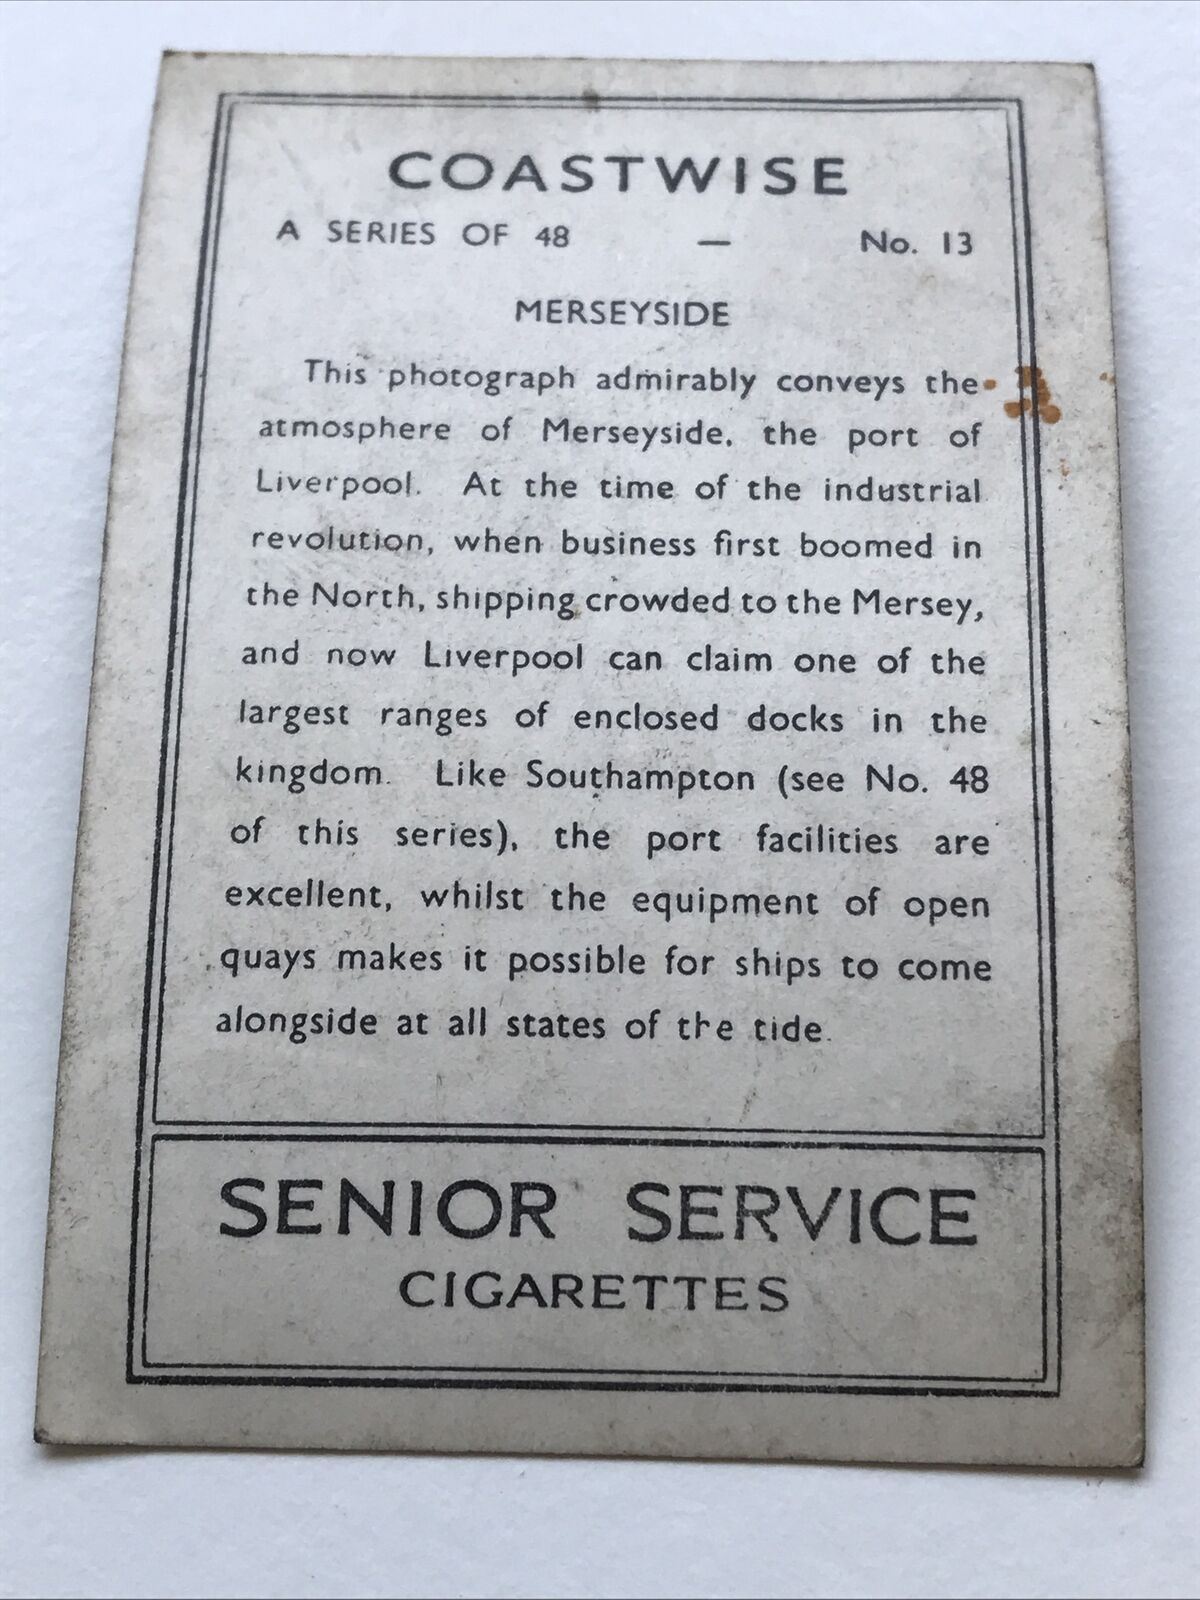 COASTWISE
A SERIES OF 48 — No. 13
MERSEYSIDE
This photograph admirably conveys the
atmosphere of Merseyside, the port of
Liverpool. At the time of the industrial
revolution, when business first boomed in
the North, shipping crowded to the Mersey,
and now Liverpool can claim one of the
largest ranges of enclosed docks in the
kingdom. Like Southampton (see No. 48
of this series), the port facilities are
excellent, whilst the equipment of open
quays makes it possible for ships to come
alongside at all states of the tide.
SENIOR SERVICE
CIGARETTES